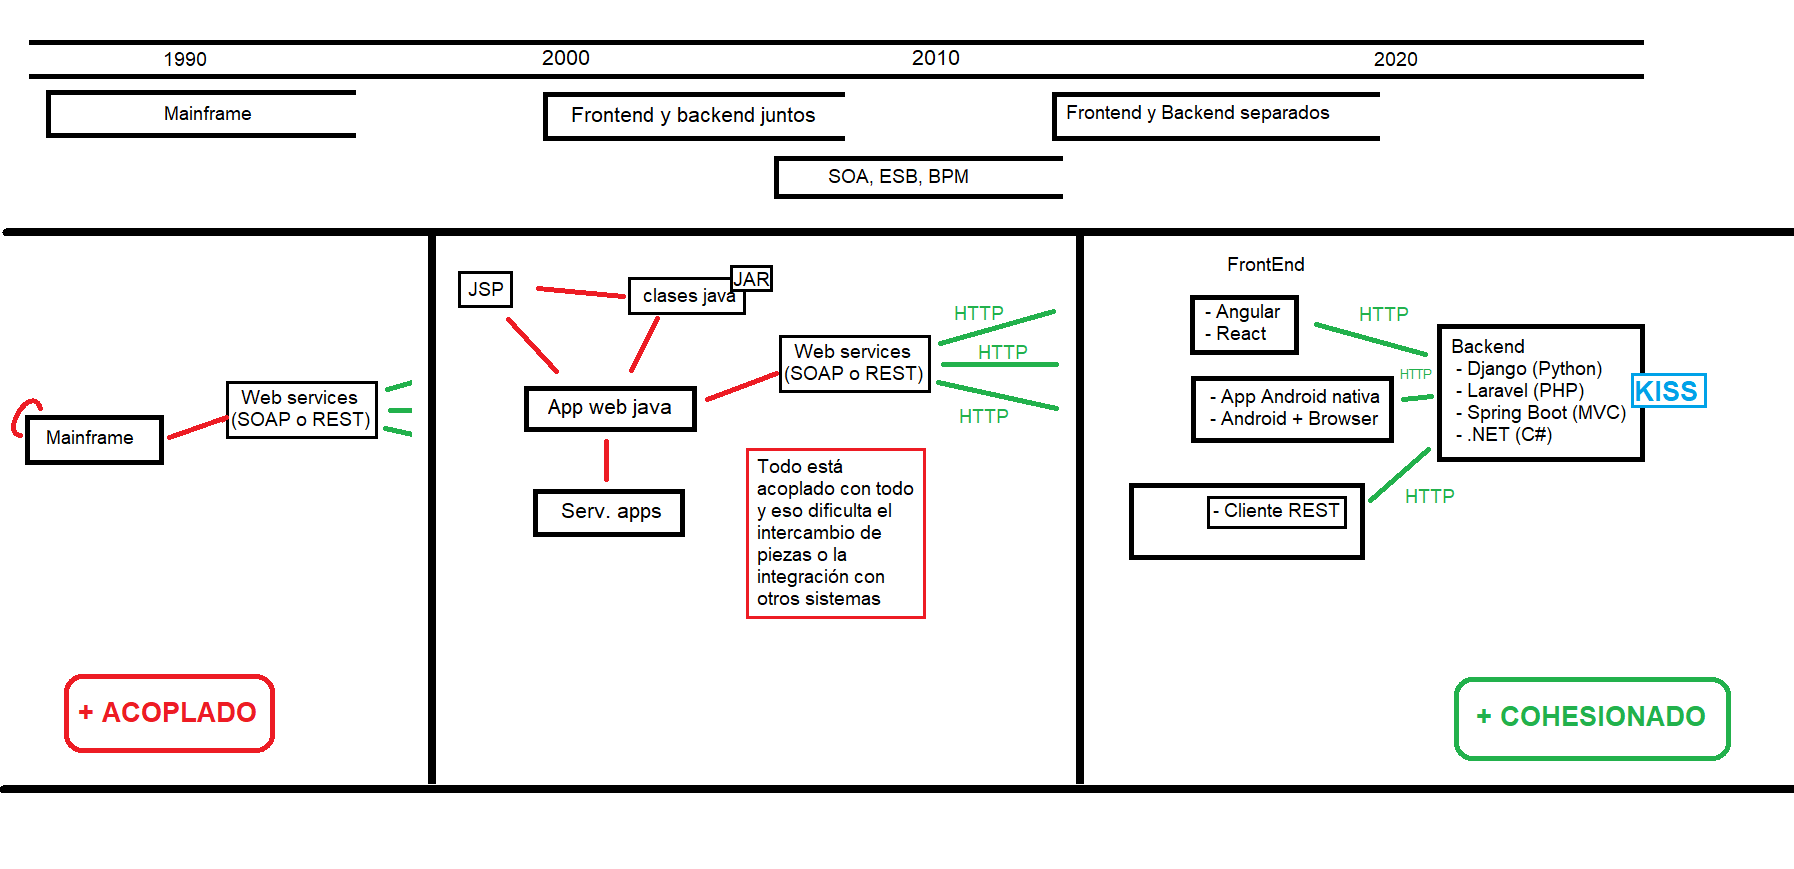 1990
2000
2010
2020
Mainframe
Frontend y backend juntos
Frontend y Backend separados
SOA, ESB, BPM
Mainframe
Web services
(SOAP o REST)
+ ACOPLADO
JSP
clases java
JAR
App web java
Serv. apps
Web services
(SOAP o REST)
HTTP
HTTP
HTTP
Todo está
acoplado con todo
y eso dificulta el
intercambio de
piezas o la
integración con
otros sistemas
FrontEnd
- Angular
- React
HTTP
- App Android nativa
- Android + Browser
HTTP
- Cliente REST
HTTP
Backend
- Django (Python)
- Laravel (PHP)
- Spring Boot (MVC)
- .NET (C#)
KISS
+ COHESIONADO